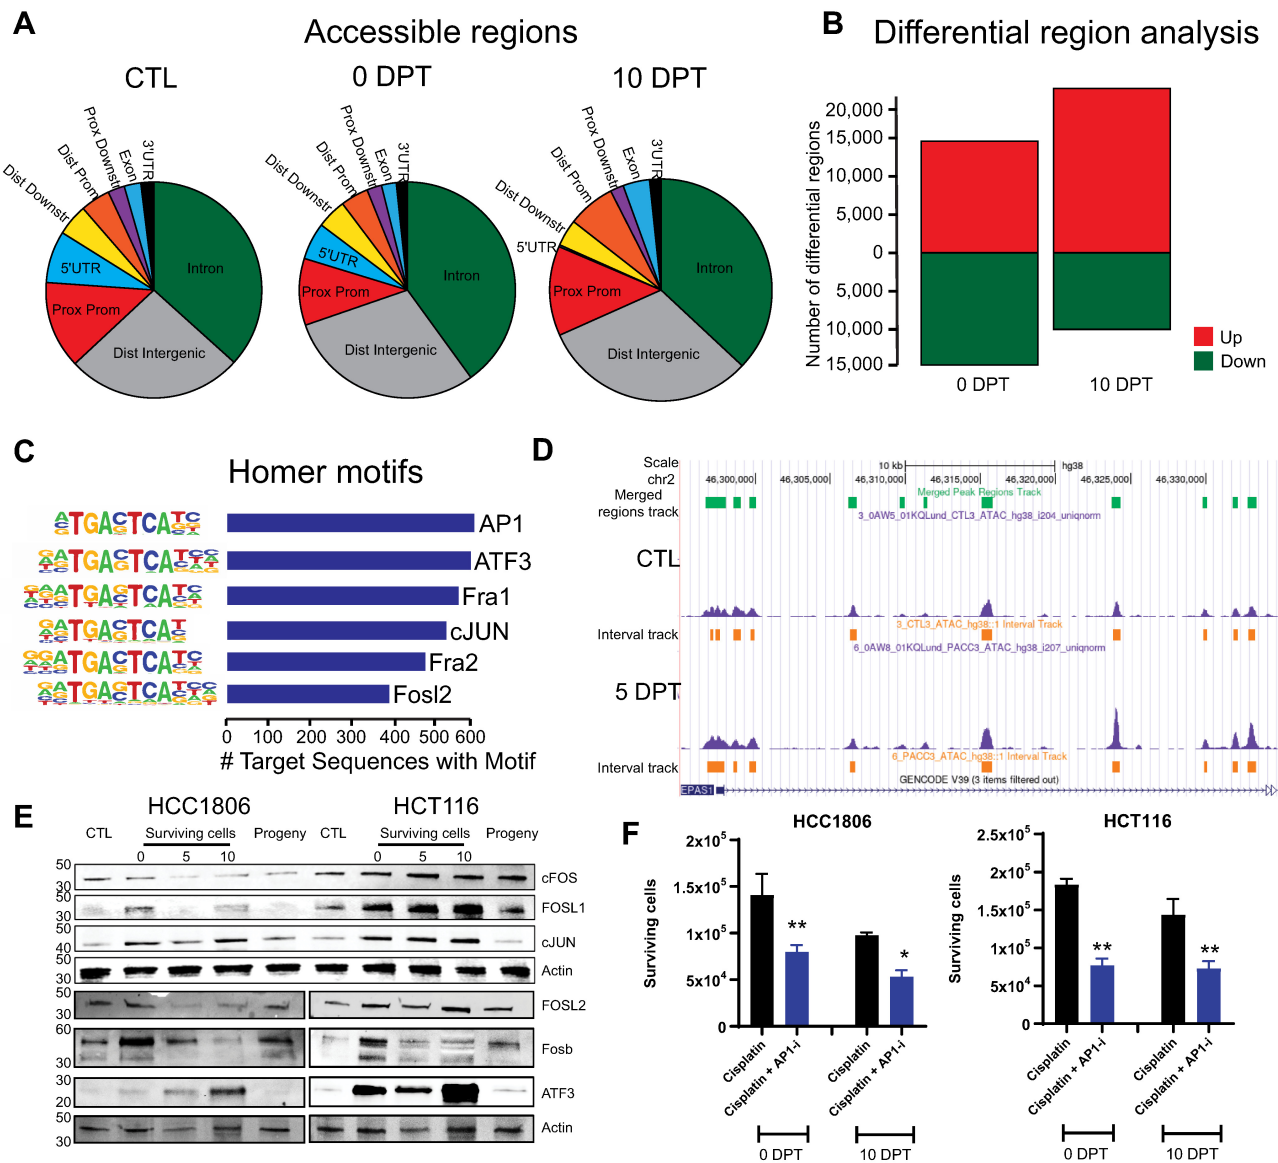 A
Accessible regions
CTL
0 DPT
10 DPT
Dist Downstr
Dist Prom
Prox Downstr
Exon
3'UTR
5'UTR
Prox Prom
Dist Intergenic
Intron
Dist Downstr
Dist Prom
Prox Downstr
Exon
3'UTR
5'UTR
Prox Prom
Dist Intergenic
Intron
Dist Downstr
Dist Prom
Prox Downstr
Exon
3'UTR
5'UTR
Prox Prom
Dist Intergenic
Intron
B
Differential region analysis
Number of differential regions
20,000
15,000
10,000
5,000
0
5,000
10,000
15,000
0 DPT
10 DPT
Up
Down
C
Homer motifs
AP1
ATF3
Fra1
cJUN
Fra2
Fosl2
0 100 200 300 400 500 600
# Target Sequences with Motif
D
Scale
10 kb
hg38
chr2
46,300,000
46,305,000
46,310,000
46,315,000
46,320,000
46,325,000
46,330,000
Merged
regions track
Merged Peak Regions Track
3_0AW5_01KQLund_CTL3_ATAC_hg38_i204_uniqnorm
CTL
3_CTL3_ATAC_hg38::1 Interval Track
Interval track
6_0AW8_01KQLund_PACC3_ATAC_hg38_i207_uniqnorm
5 DPT
6_PACC3_ATAC_hg38::1 Interval Track
Interval track
GENCODE V39 (3 items filtered out)
EPAS1
E
HCC1806
HCT116
CTL Surviving cells Progeny CTL Surviving cells Progeny
0 5 10 0 5 10
50
30
cFOS
50
30
FOSL1
50
40
cJUN
50
30
Actin
50
30
FOSL2
60
30
Fosb
30
20
ATF3
50
30
Actin
F
HCC1806
Surviving cells
2x10⁵
1.5x10⁵
1x10⁵
5x10⁴
0
**
*
Cisplatin
Cisplatin + AP1-i
Cisplatin
Cisplatin + AP1-i
0 DPT
10 DPT
HCT116
Surviving cells
2.5x10⁵
2x10⁵
1.5x10⁵
1x10⁵
5x10⁴
0
**
**
Cisplatin
Cisplatin + AP1-i
Cisplatin
Cisplatin + AP1-i
0 DPT
10 DPT